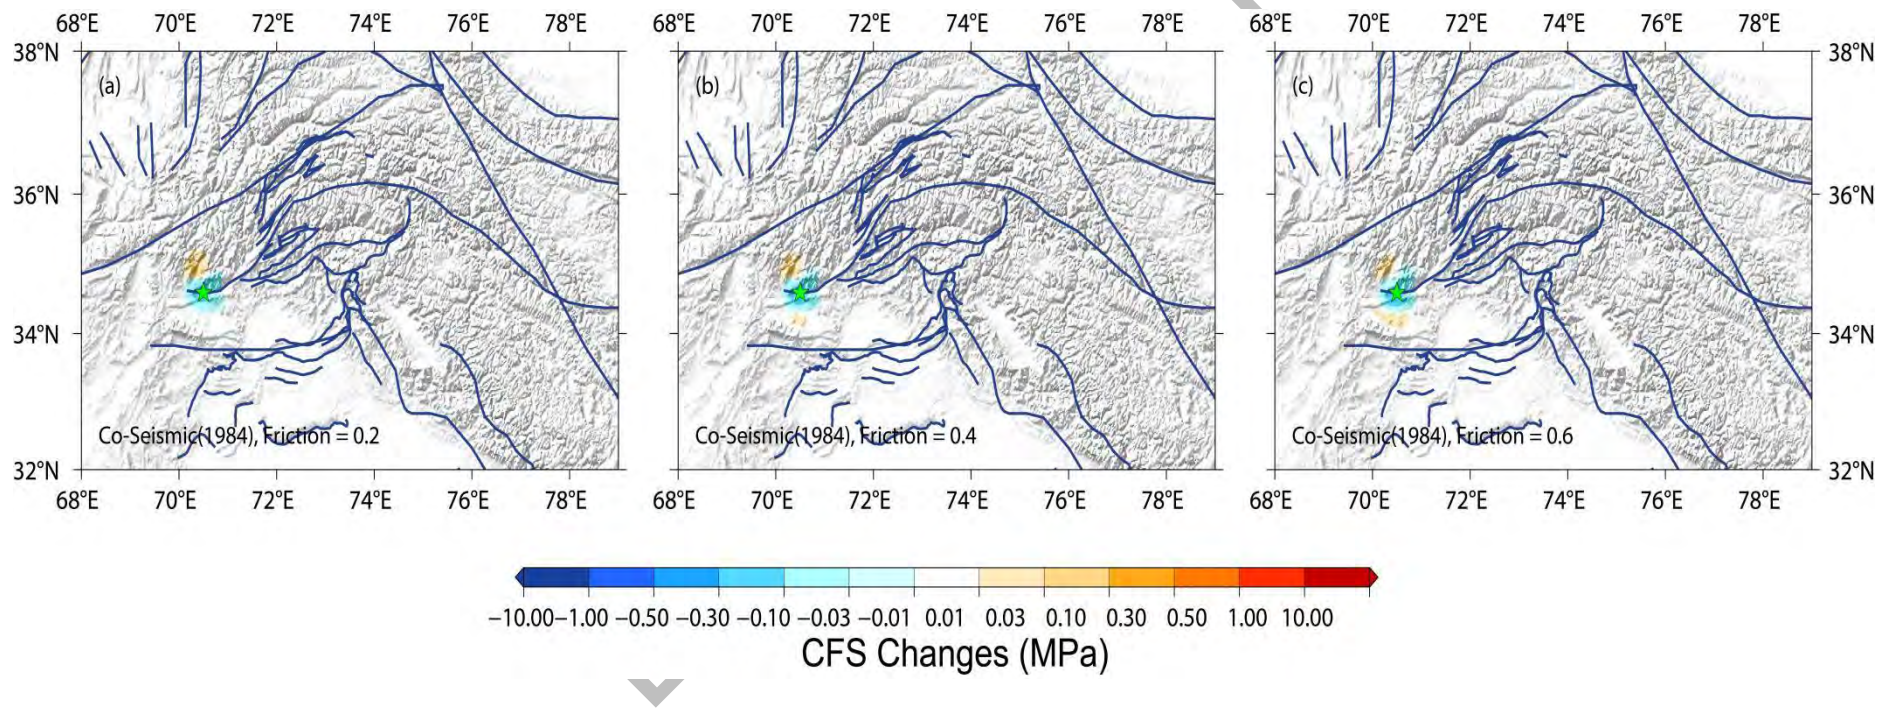 68°E 70°E 72°E 74°E 76°E 78°E 68°E 70°E 72°E 74°E 76°E 78°E 68°E 70°E 72°E 74°E 76°E 78°E
38°N 38°N
(a) (b) (c)
36°N 36°N
34°N 34°N
Co-Seismic(1984), Friction = 0.2 Co-Seismic(1984), Friction = 0.4 Co-Seismic(1984), Friction = 0.6
32°N 32°N
68°E 70°E 72°E 74°E 76°E 78°E 68°E 70°E 72°E 74°E 76°E 78°E 68°E 70°E 72°E 74°E 76°E 78°E
−10.00 −1.00 −0.50 −0.30 −0.10 −0.03 −0.01 0.01 0.03 0.10 0.30 0.50 1.00 10.00
CFS Changes (MPa)